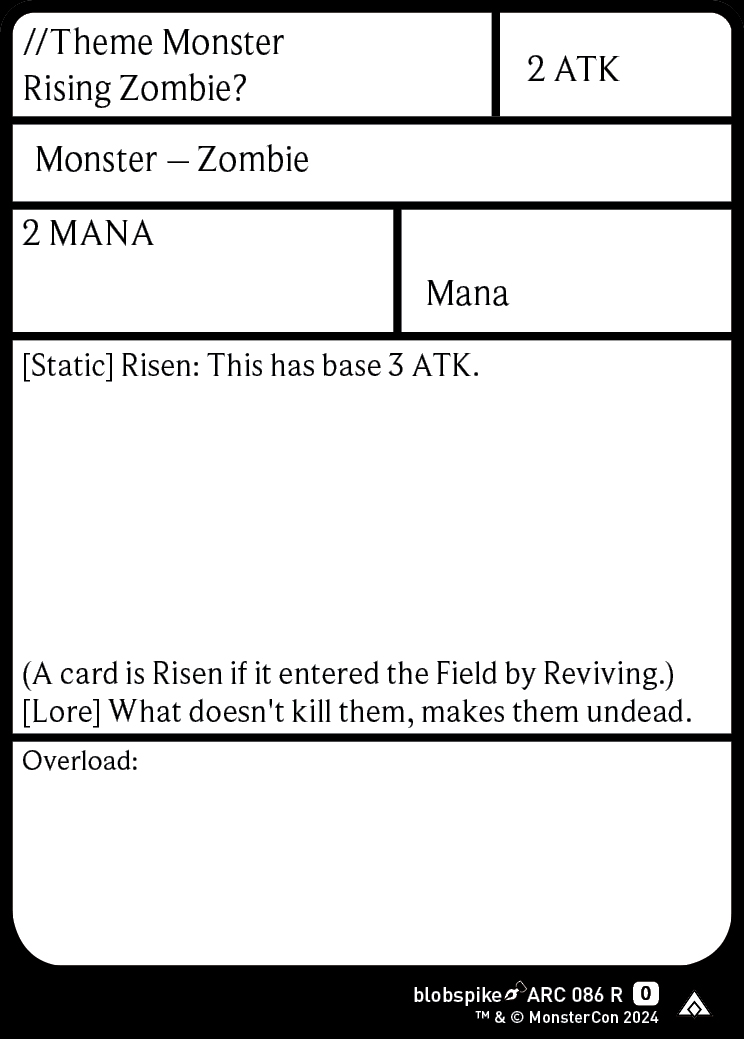 //Theme Monster
Rising Zombie?
2 ATK
Monster – Zombie
2 MANA
Mana
[Static] Risen: This has base 3 ATK.
(A card is Risen if it entered the Field by Reviving.)
[Lore] What doesn't kill them, makes them undead.
Overload:
blobspike ARC 086 R 0
™ & © MonsterCon 2024